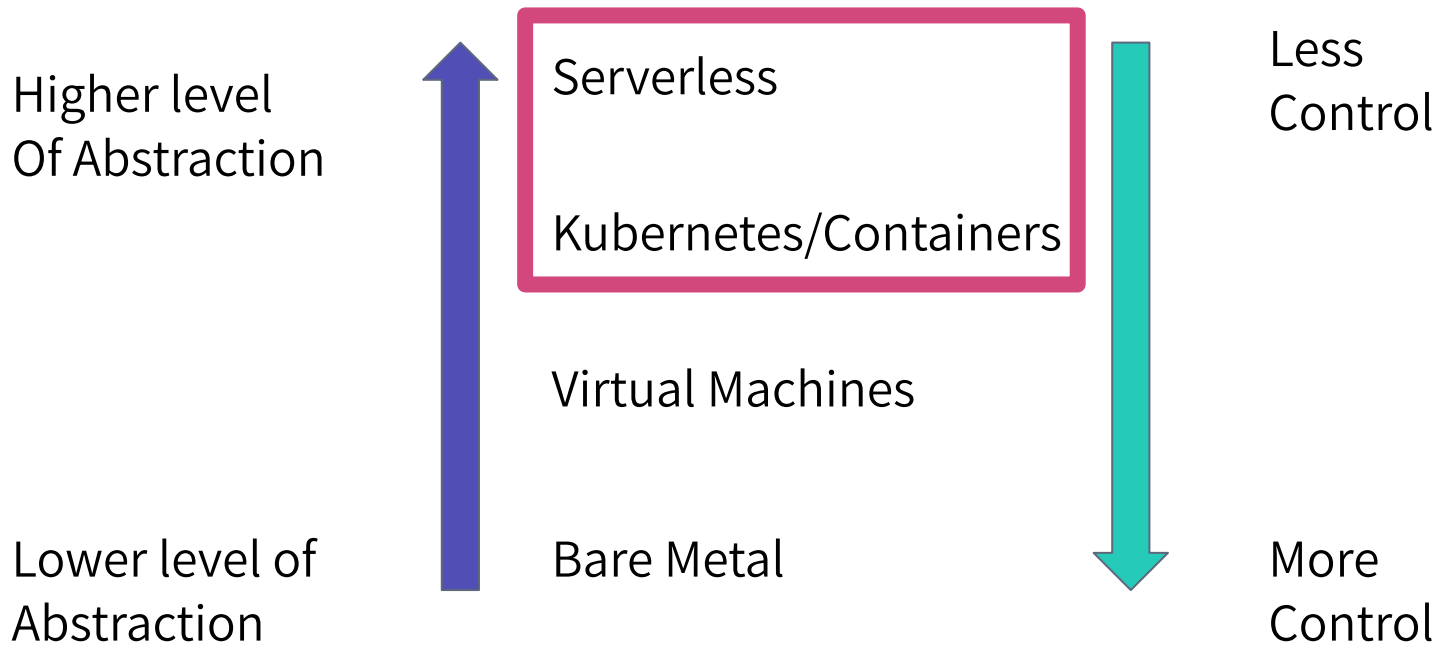 Higher level
Of Abstraction
Serverless
Less
Control
Kubernetes/Containers
Virtual Machines
Lower level of
Abstraction
Bare Metal
More
Control